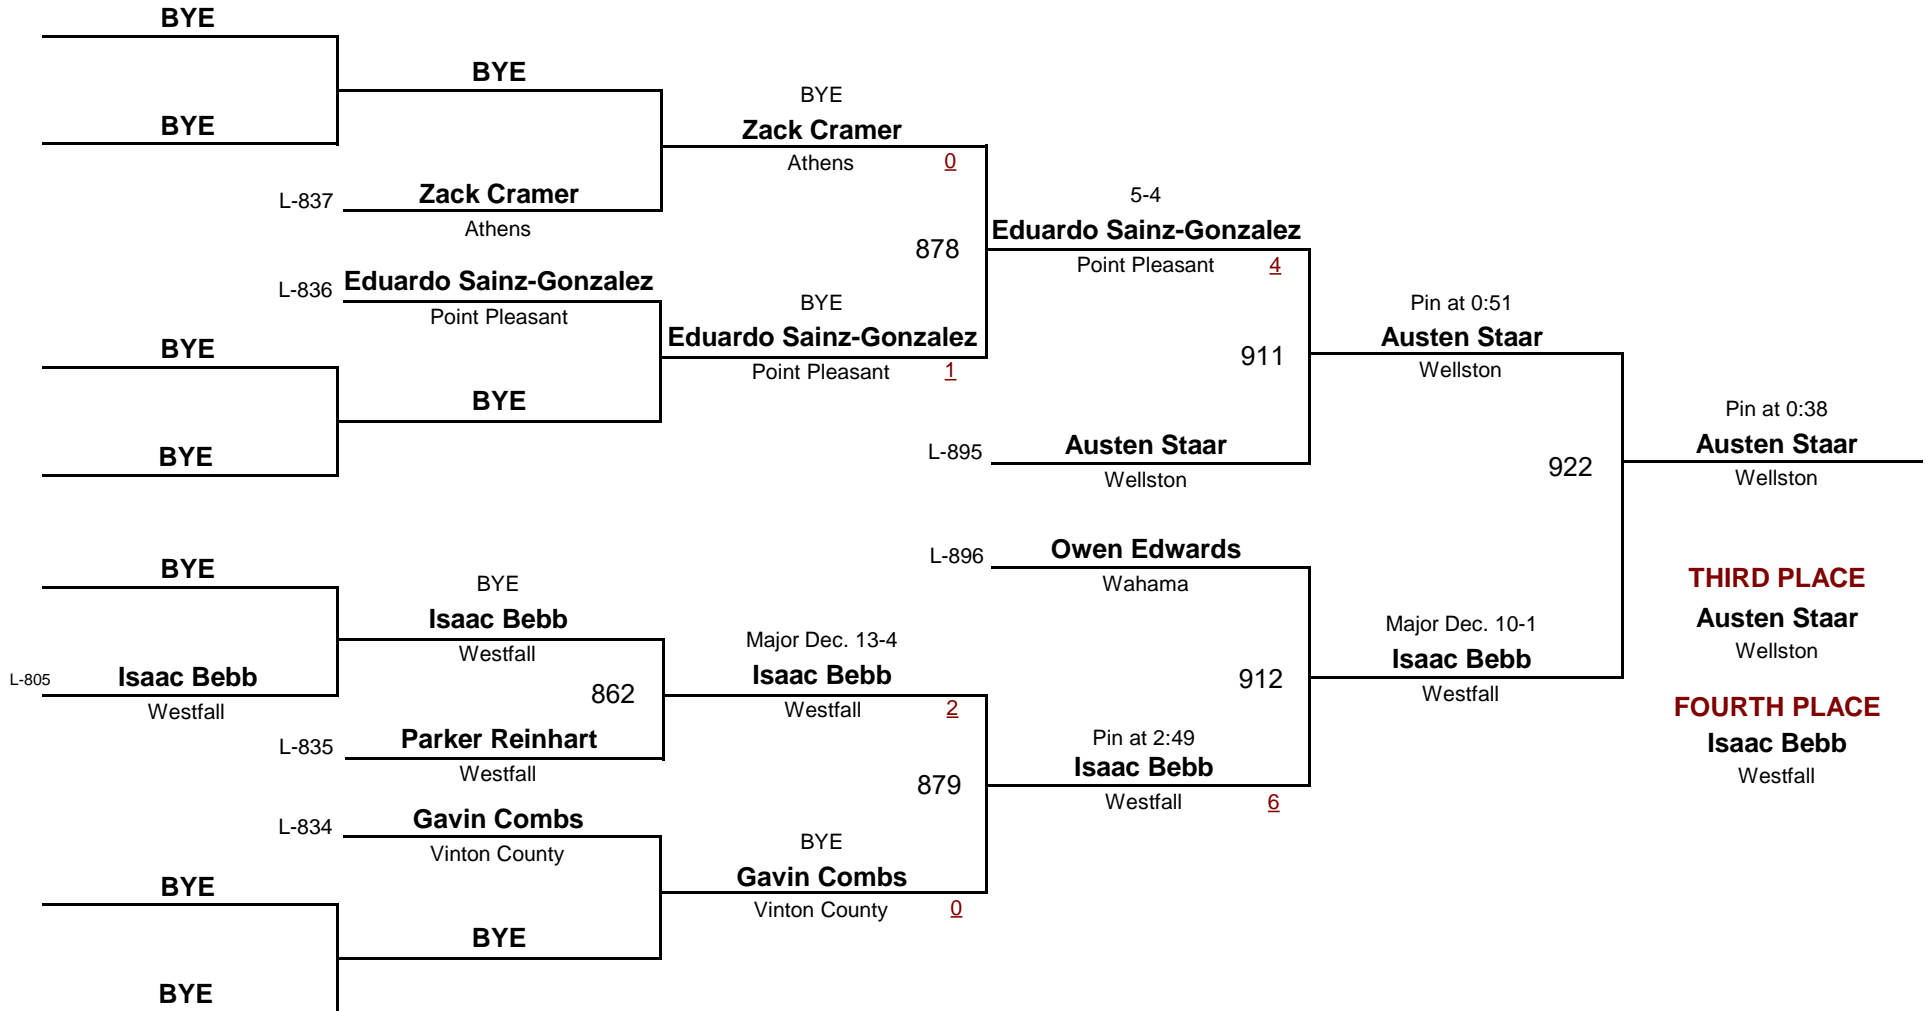 BYE
BYE
BYE
BYE
Zack Cramer
Athens
0
L-837
Zack Cramer
Athens
878
5-4
Eduardo Sainz-Gonzalez
Point Pleasant
4
L-836
Eduardo Sainz-Gonzalez
Point Pleasant
BYE
Eduardo Sainz-Gonzalez
Point Pleasant
1
BYE
BYE
BYE
911
Pin at 0:51
Austen Staar
Wellston
L-895
Austen Staar
Wellston
922
Pin at 0:38
Austen Staar
Wellston
L-896
Owen Edwards
Wahama
BYE
BYE
Isaac Bebb
Westfall
L-805
Isaac Bebb
Westfall
862
Major Dec. 13-4
Isaac Bebb
Westfall
2
912
Major Dec. 10-1
Isaac Bebb
Westfall
THIRD PLACE
Austen Staar
Wellston
FOURTH PLACE
Isaac Bebb
Westfall
L-835
Parker Reinhart
Westfall
879
Pin at 2:49
Isaac Bebb
Westfall
6
L-834
Gavin Combs
Vinton County
BYE
Gavin Combs
Vinton County
0
BYE
BYE
BYE